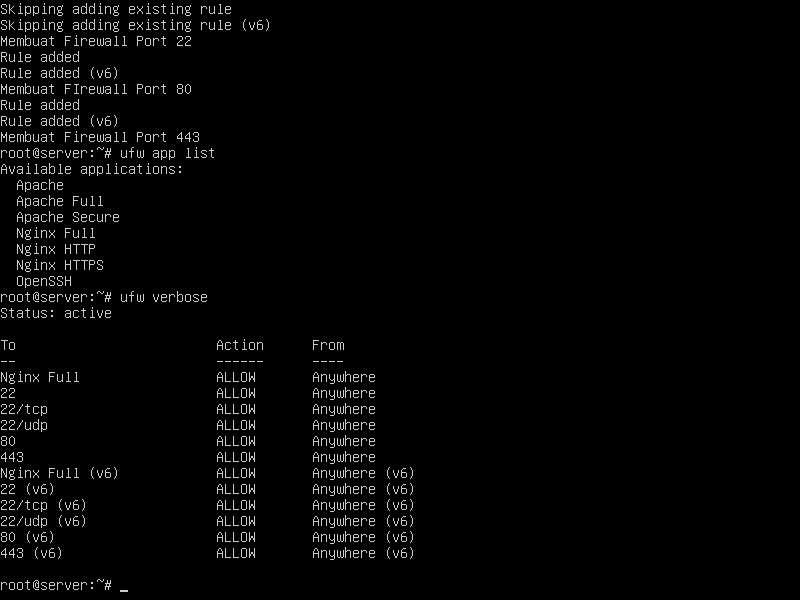 Skipping adding existing rule
Skipping adding existing rule (v6)
Membuat Firewall Port 22
Rule added
Rule added (v6)
Membuat FIrewall Port 80
Rule added
Rule added (v6)
Membuat Firewall Port 443
root@server:~# ufw app list
Available applications:
  Apache
  Apache Full
  Apache Secure
  Nginx Full
  Nginx HTTP
  Nginx HTTPS
  OpenSSH
root@server:~# ufw verbose
Status: active
To                         Action      From
--                         ------      ----
Nginx Full                 ALLOW       Anywhere
22                         ALLOW       Anywhere
22/tcp                     ALLOW       Anywhere
22/udp                     ALLOW       Anywhere
80                         ALLOW       Anywhere
443                        ALLOW       Anywhere
Nginx Full (v6)            ALLOW       Anywhere (v6)
22 (v6)                    ALLOW       Anywhere (v6)
22/tcp (v6)                ALLOW       Anywhere (v6)
22/udp (v6)                ALLOW       Anywhere (v6)
80 (v6)                    ALLOW       Anywhere (v6)
443 (v6)                   ALLOW       Anywhere (v6)
root@server:~# _